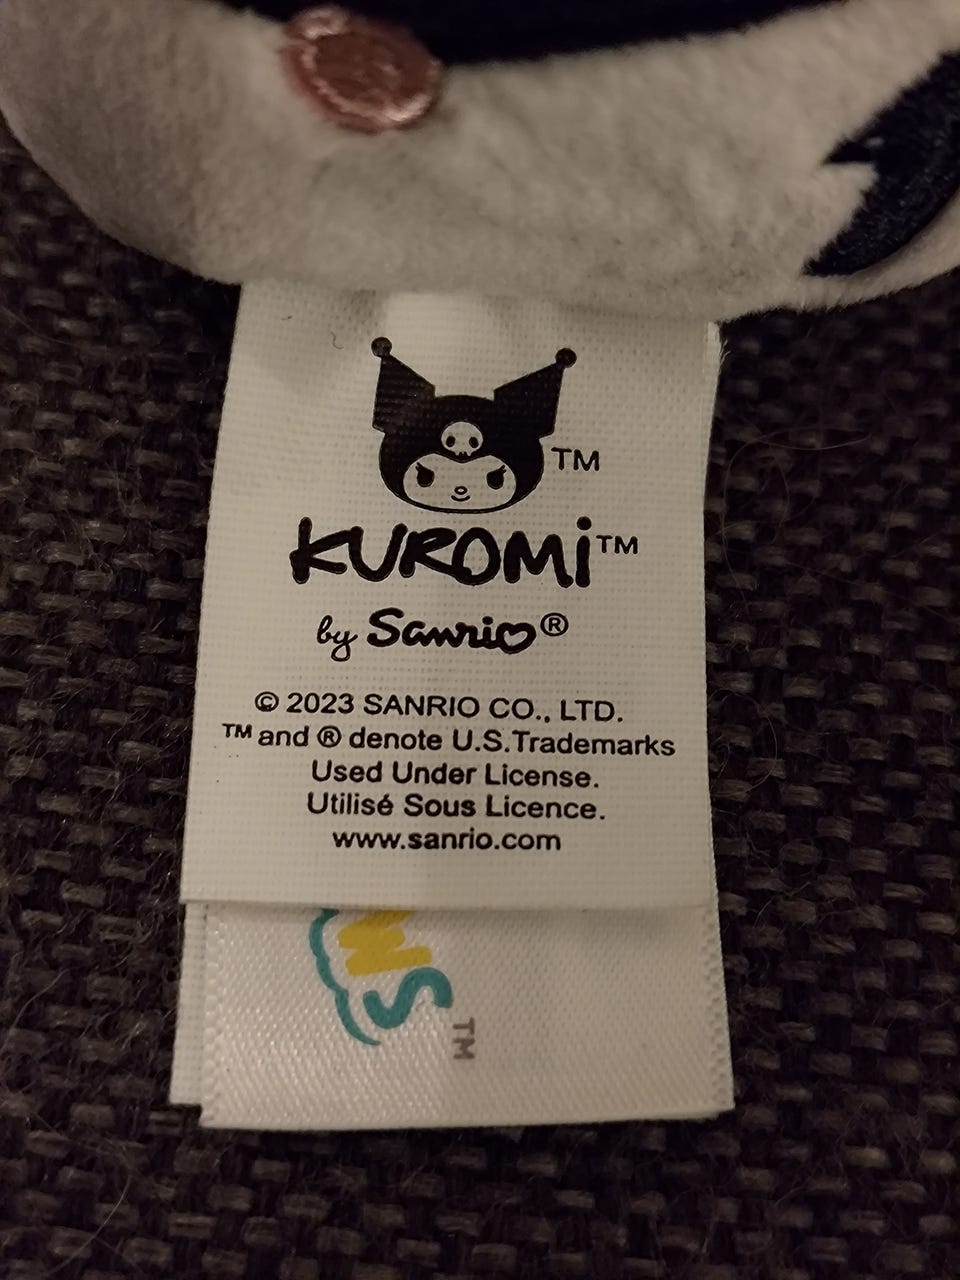 TM
KUROMI™
by Sanrio®
© 2023 SANRIO CO., LTD.
™ and ® denote U.S. Trademarks
Used Under License.
Utilisé Sous Licence.
www.sanrio.com
WS™